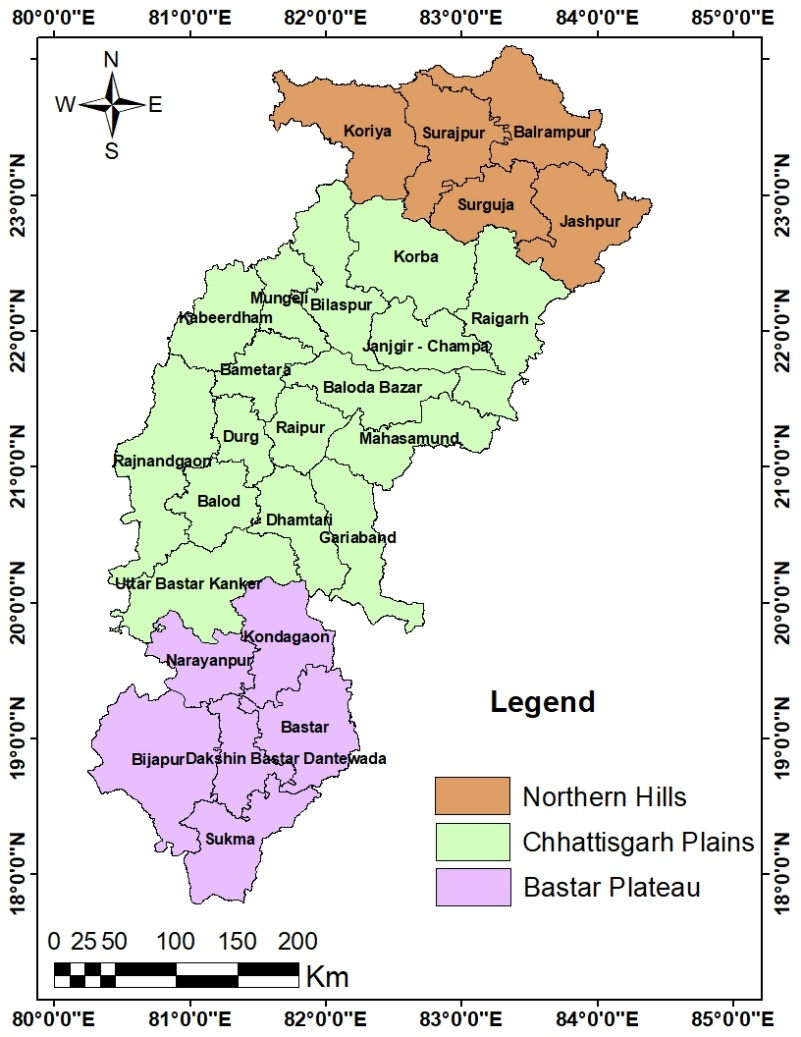 80°0'0"E 81°0'0"E 82°0'0"E 83°0'0"E 84°0'0"E 85°0'0"E
N
W E
S
Koriya
Surajpur
Balrampur
Surguja
Jashpur
23°0'0"N
23°0'0"N
Korba
Mungeli
Bilaspur
Kabeerdham
Raigarh
22°0'0"N
22°0'0"N
Janjgir - Champa
Bametara
Baloda Bazar
Durg
Raipur
Mahasamund
Rajnandgaon
21°0'0"N
21°0'0"N
Balod
Dhamtari
Gariaband
Uttar Bastar Kanker
20°0'0"N
20°0'0"N
Kondagaon
Narayanpur
Legend
Bastar
19°0'0"N
19°0'0"N
Bijapur
Dakshin Bastar Dantewada
Northern Hills
Sukma
Chhattisgarh Plains
Bastar Plateau
18°0'0"N
18°0'0"N
0 25 50 100 150 200
Km
80°0'0"E 81°0'0"E 82°0'0"E 83°0'0"E 84°0'0"E 85°0'0"E